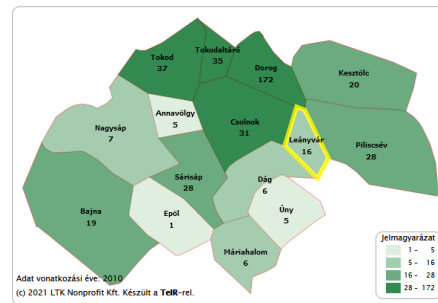 Tokodaltáró
35
Tokod
37
Dorog
172
Kesztölc
20
Annavölgy
5
Csolnok
31
Nagysáp
7
Leányvár
16
Piliscsév
28
Sárisáp
28
Dág
6
Bajna
19
Epöl
1
Úny
5
Máriahalom
6
Jelmagyarázat
1 - 5
5 - 16
16 - 28
28 - 172
Adat vonatkozási éve: 2010
(c) 2021 LTK Nonprofit Kft. Készült a TeIR-rel.